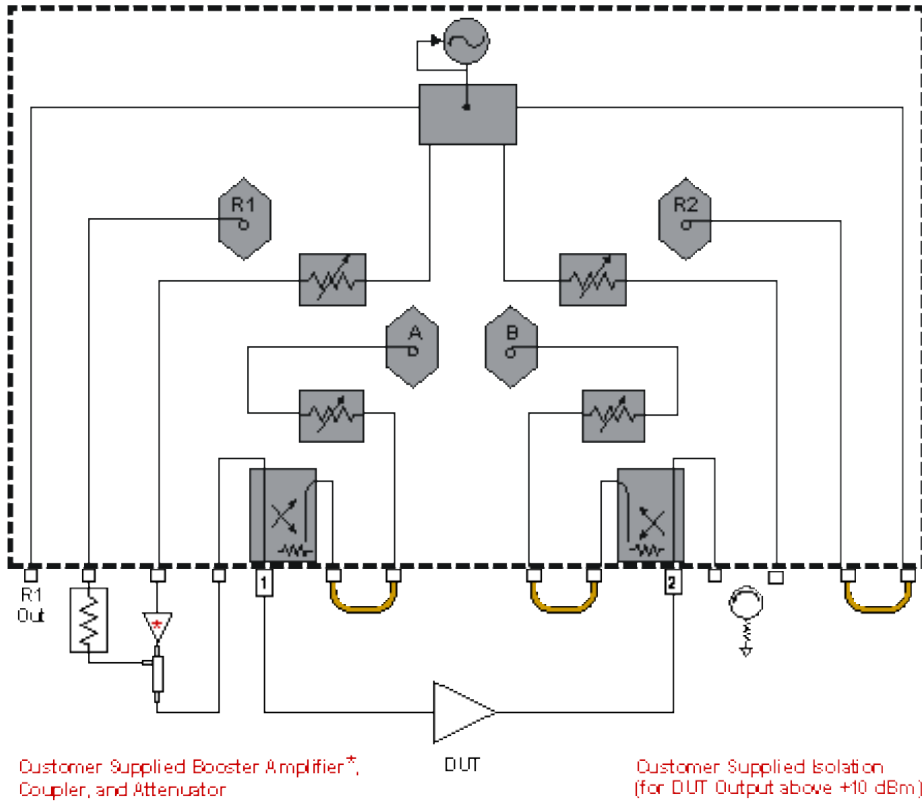 R1
R2
A
B
1
2
R1
Out
*
DUT
Customer Supplied Booster Amplifier*,
Coupler, and Attenuator
Customer Supplied Isolation
(for DUT Output above +10 dBm)